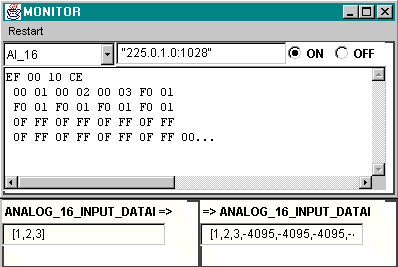 MONITOR
Restart
AI_16 "225.0.1.0:1028" ON OFF
EF 00 10 CE
00 01 00 02 00 03 F0 01
F0 01 F0 01 F0 01 F0 01
0F FF 0F FF 0F FF 0F FF
0F FF 0F FF 0F FF 0F FF 00...
ANALOG_16_INPUT_DATAI => => ANALOG_16_INPUT_DATAI
[1,2,3] [1,2,3,-4095,-4095,-4095,-